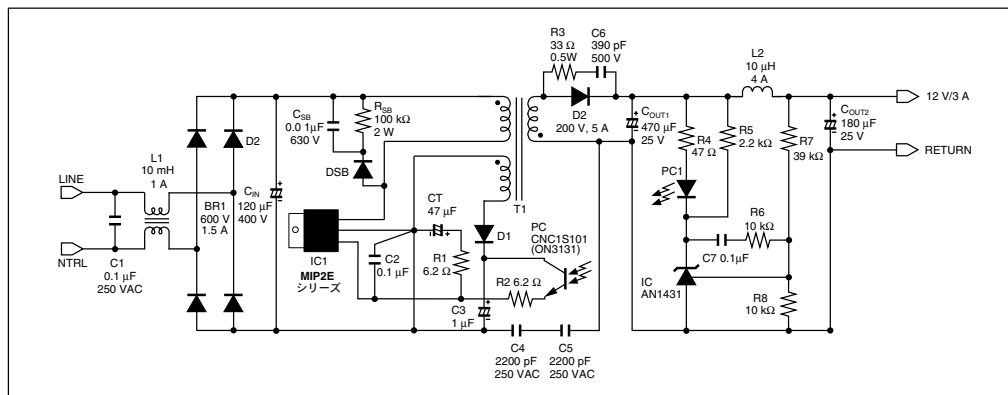 LINE
NTRL
C1
0.1 µF
250 VAC
L1
10 mH
1 A
D2
BR1
600 V
1.5 A
CIN
120 µF
400 V
CSB
0.0 1µF
630 V
RSB
100 kΩ
2 W
DSB
IC1
MIP2E
シリーズ
CT
47 µF
C2
0.1 µF
R1
6.2 Ω
D1
T1
PC
CNC1S101
(ON3131)
R2 6.2 Ω
C3
1 µF
C4
2200 pF
250 VAC
C5
2200 pF
250 VAC
R3
33 Ω
0.5W
C6
390 pF
500 V
D2
200 V, 5 A
COUT1
470 µF
25 V
R4
47 Ω
PC1
R5
2.2 kΩ
L2
10 µH
4 A
R7
39 kΩ
COUT2
180 µF
25 V
12 V/3 A
RETURN
R6
10 kΩ
C7 0.1µF
IC
AN1431
R8
10 kΩ